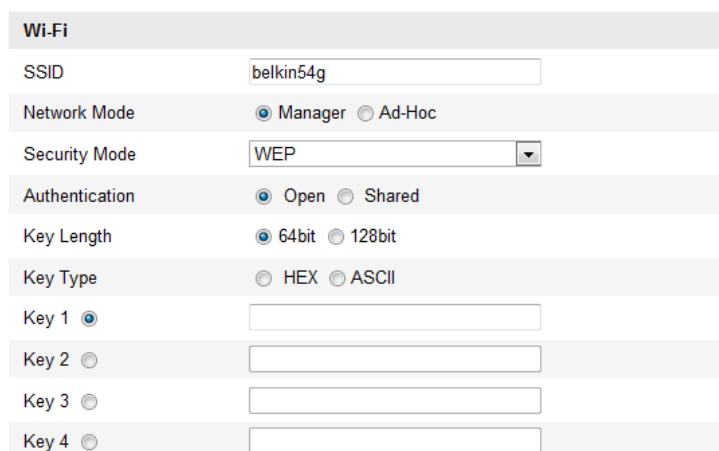 Wi-Fi
SSID belkin54g
Network Mode Manager Ad-Hoc
Security Mode WEP
Authentication Open Shared
Key Length 64bit 128bit
Key Type HEX ASCII
Key 1
Key 2
Key 3
Key 4